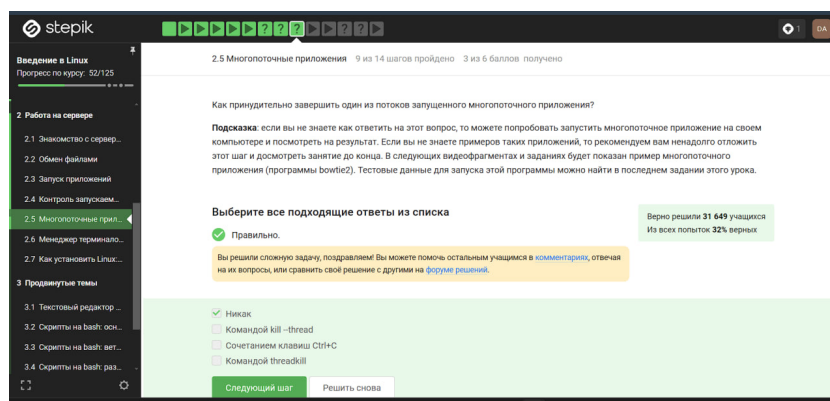 stepik
? ? ? ? ?
1
DA
Введение в Linux
Прогресс по курсу: 52/125
2.5 Многопоточные приложения 9 из 14 шагов пройдено 3 из 6 баллов получено
2 Работа на сервере
2.1 Знакомство с сервер...
2.2 Обмен файлами
2.3 Запуск приложений
2.4 Контроль запускаем...
2.5 Многопоточные прил...
2.6 Менеджер терминало...
2.7 Как установить Linux:...
3 Продвинутые темы
3.1 Текстовый редактор ...
3.2 Скрипты на bash: осн...
3.3 Скрипты на bash: вет...
3.4 Скрипты на bash: раз...
Как принудительно завершить один из потоков запущенного многопоточного приложения?
Подсказка: если вы не знаете как ответить на этот вопрос, то можете попробовать запустить многопоточное приложение на своем
компьютере и посмотреть на результат. Если вы не знаете примеров таких приложений, то рекомендуем вам ненадолго отложить
этот шаг и досмотреть занятие до конца. В следующих видеофрагментах и заданиях будет показан пример многопоточного
приложения (программы bowtie2). Тестовые данные для запуска этой программы можно найти в последнем задании этого урока.
Выберите все подходящие ответы из списка
Правильно.
Верно решили 31 649 учащихся
Из всех попыток 32% верных
Вы решили сложную задачу, поздравляем! Вы можете помочь остальным учащимся в комментариях, отвечая
на их вопросы, или сравнить своё решение с другими на форуме решений.
Никак
Командой kill --thread
Сочетанием клавиш Ctrl+C
Командой threadkill
Следующий шаг
Решить снова